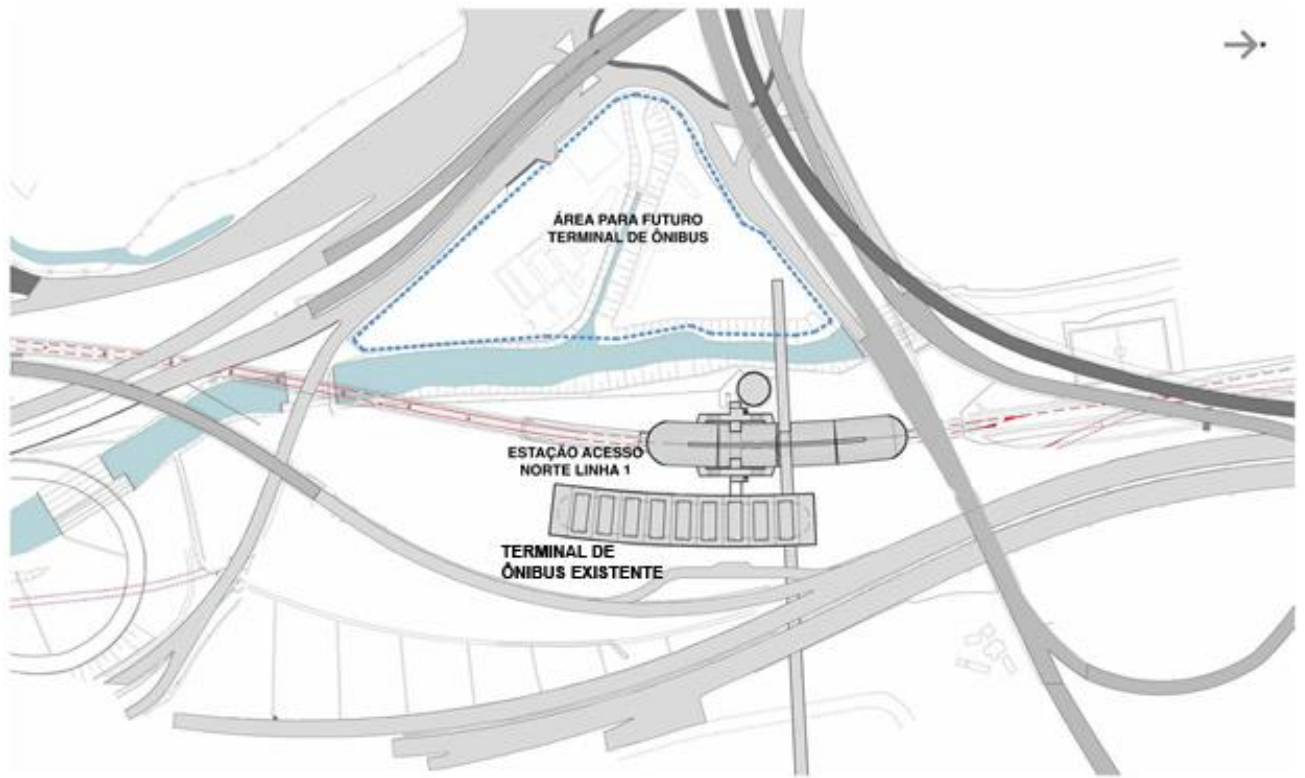 ÁREA PARA FUTURO
TERMINAL DE ÔNIBUS
ESTAÇÃO ACESSO
NORTE LINHA 1
TERMINAL DE
ÔNIBUS EXISTENTE